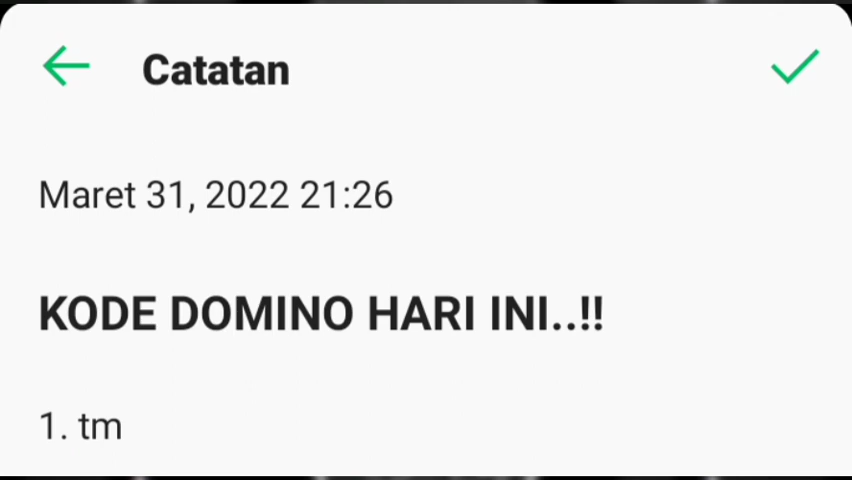 Catatan
Maret 31, 2022 21:26
KODE DOMINO HARI INI..!!
1. tm